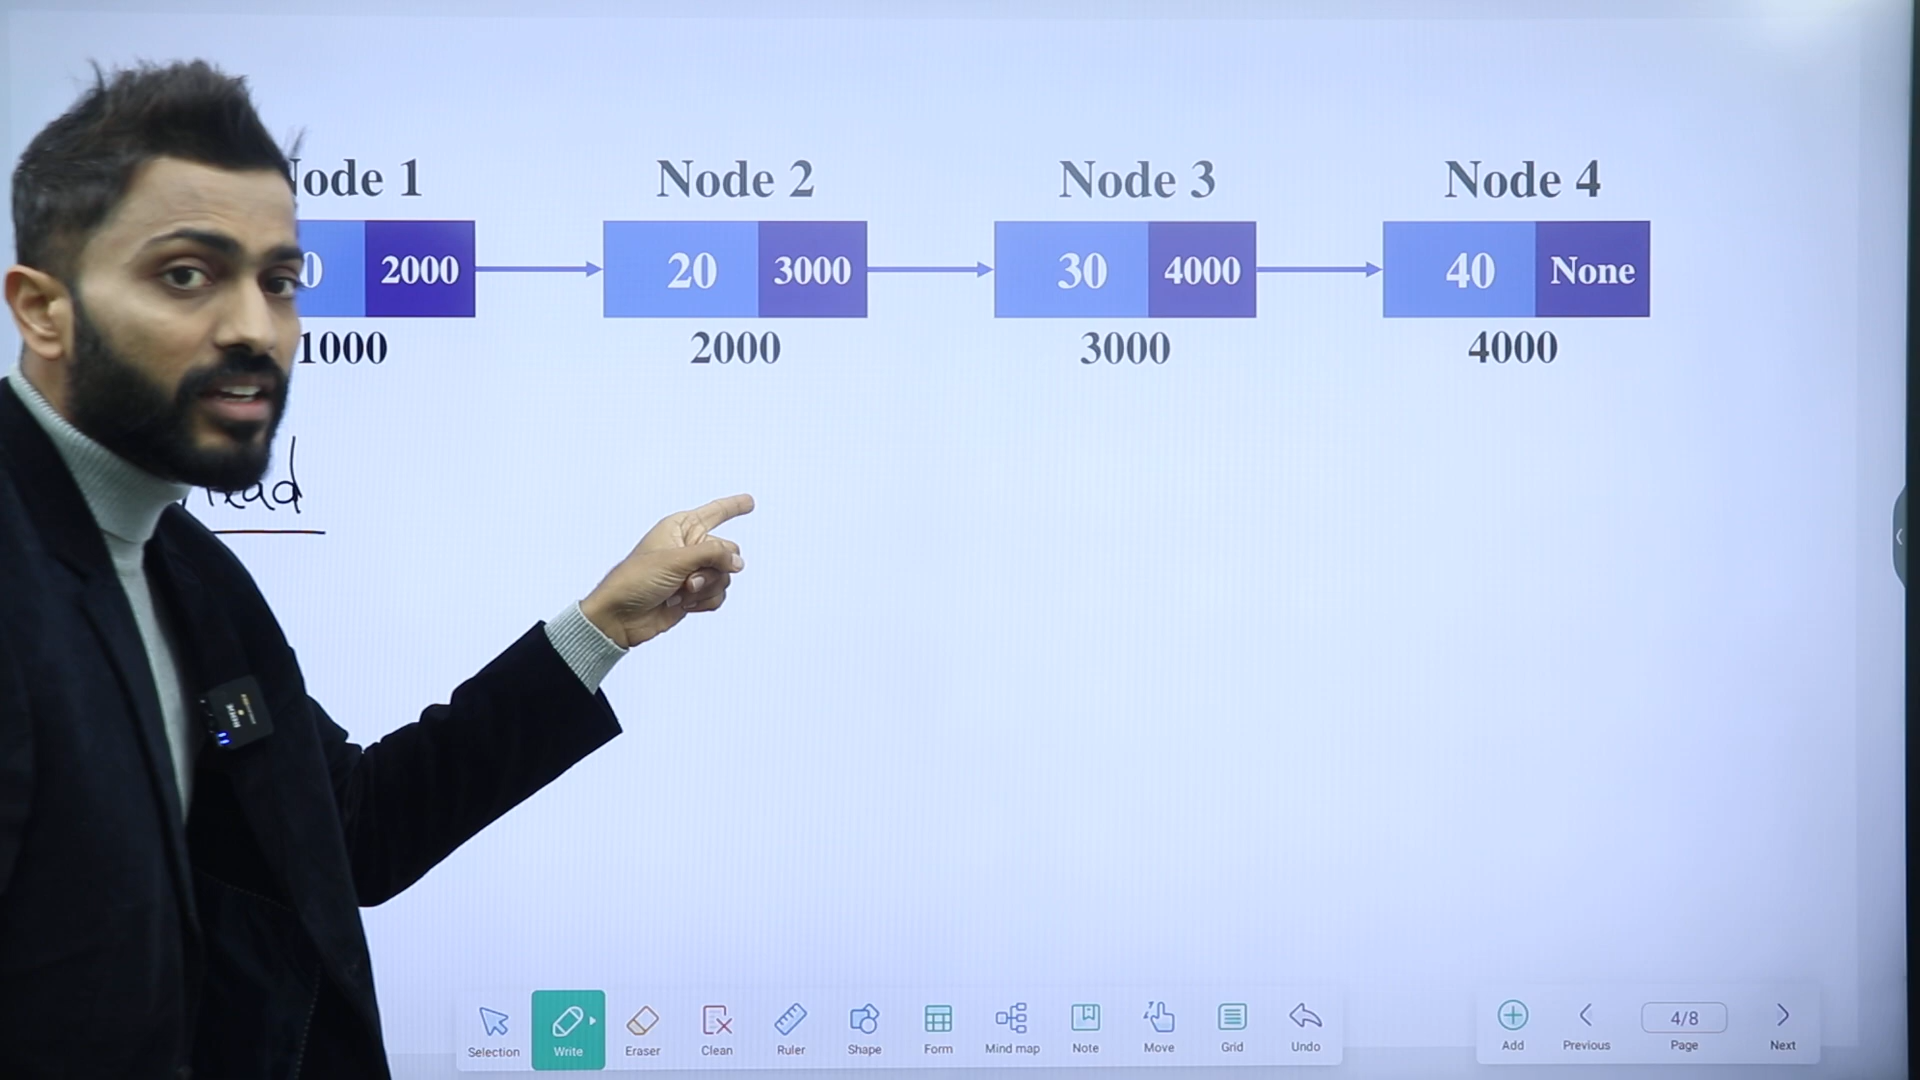 Node 1 Node 2 Node 3 Node 4
0 2000 20 3000 30 4000 40 None
1000 2000 3000 4000
Head
Selection Write Eraser Clean Ruler Shape Form Mind map Note Move Grid Undo Add Previous 4/8 Page Next